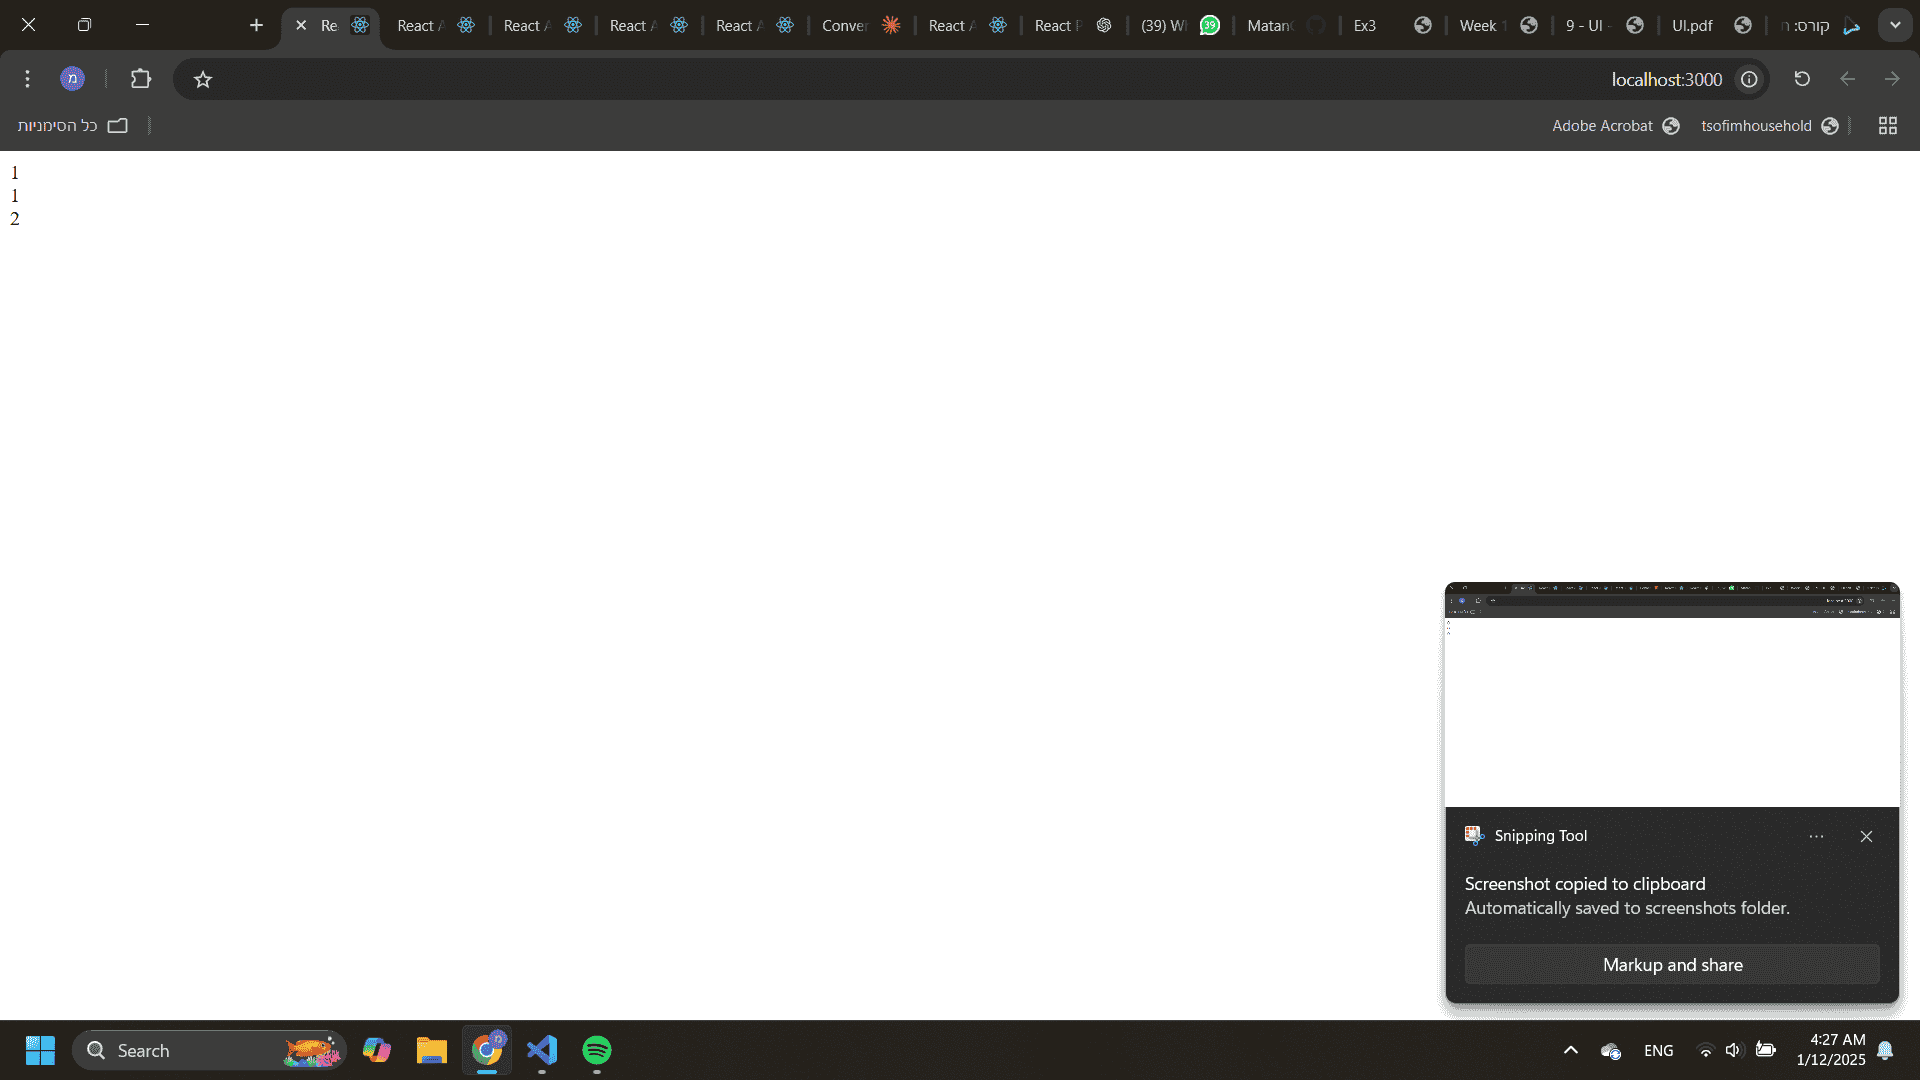 Re
React A
React A
React A
React A
Conver
React A
React P
(39) W
Matan
Ex3
Week 1
9 - UI -
UI.pdf
קורס: ח
localhost:3000
כל הסימניות
Adobe Acrobat
tsofimhousehold
1
1
2
Snipping Tool
Screenshot copied to clipboard
Automatically saved to screenshots folder.
Markup and share
Search
ENG
4:27 AM
1/12/2025